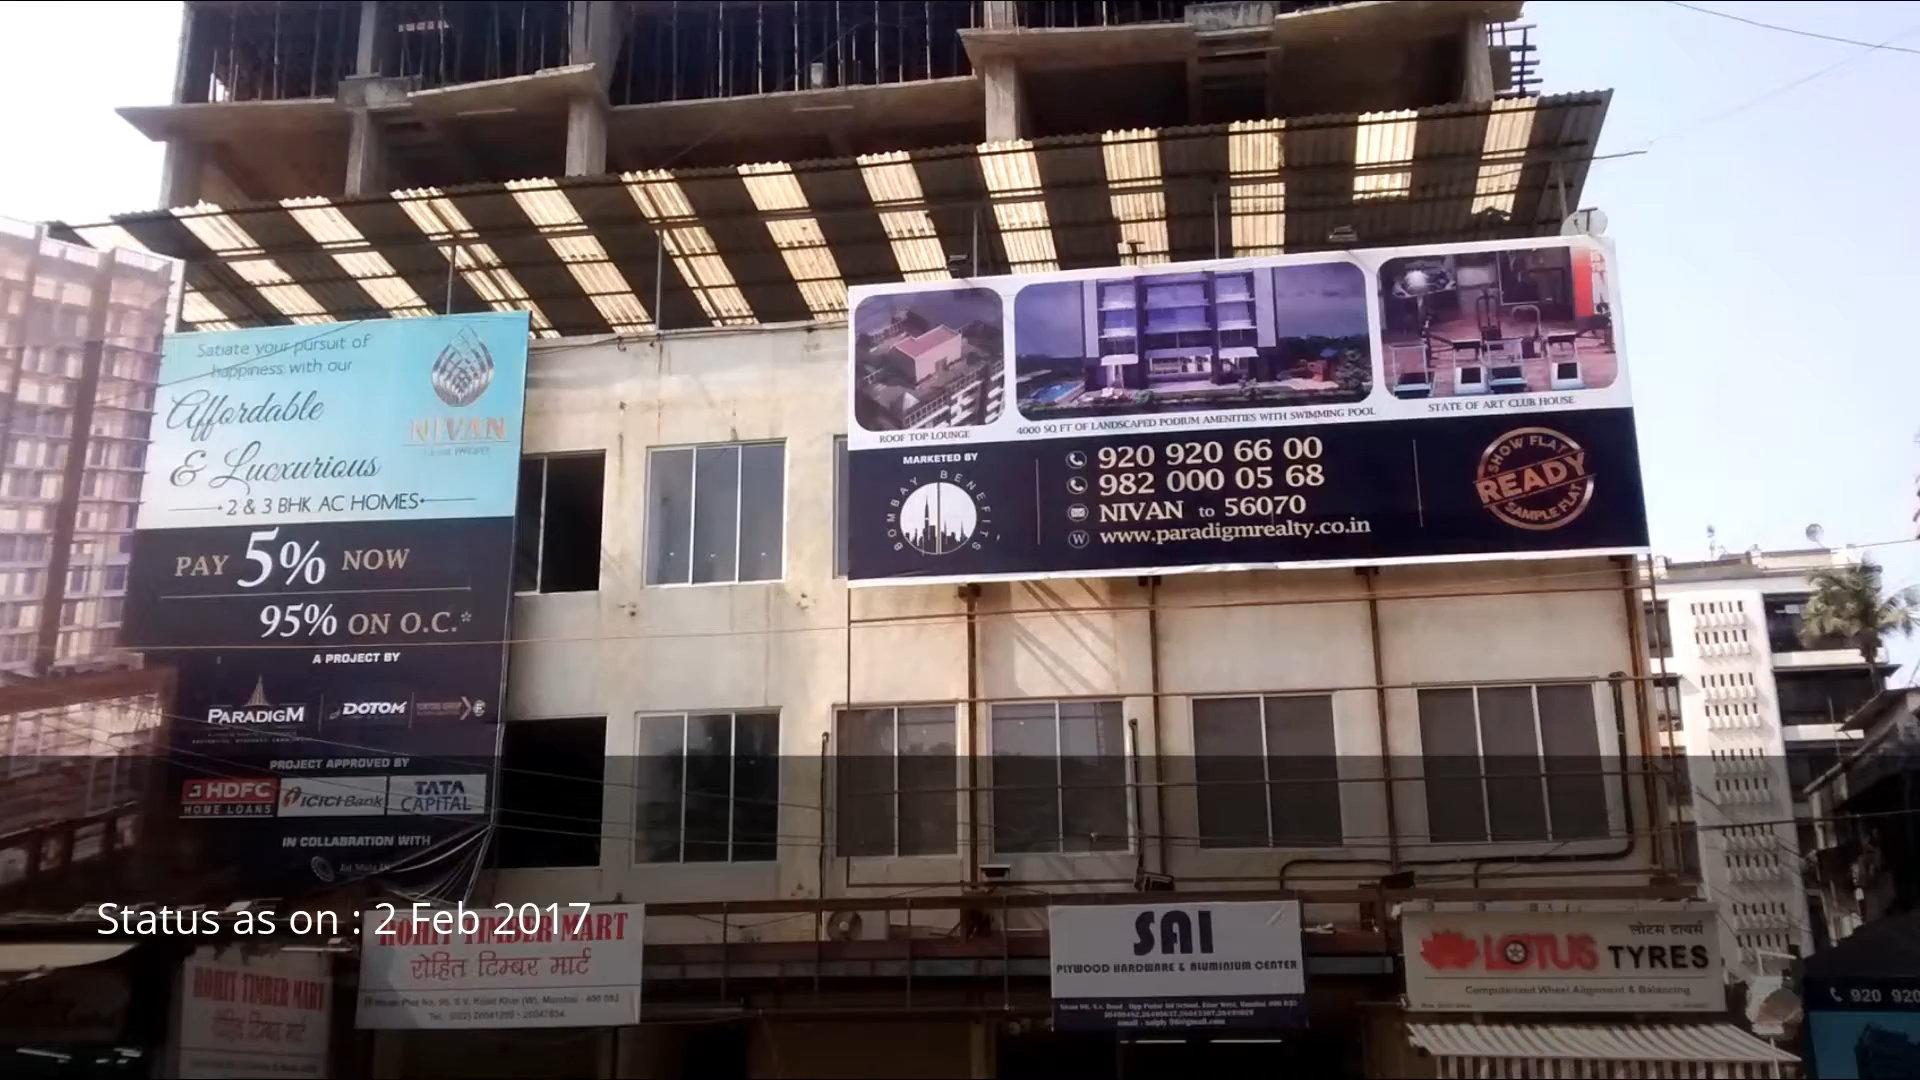 Satiate your pursuit of
happiness with our
Affordable
& Lucxurious
2 & 3 BHK AC HOMES
NIVAN
PAY 5% NOW
95% ON O.C.*
A PROJECT BY
PARADIGM
DOTOM
PROJECT APPROVED BY
HDFC
HOME LOANS
ICICI Bank
TATA
CAPITAL
IN COLLABRATION WITH
ROOF TOP LOUNGE
4000 SQ FT OF LANDSCAPED PODIUM AMENITIES WITH SWIMMING POOL
STATE OF ART CLUB HOUSE
MARKETED BY
BOMBAY BENEFITS
920 920 66 00
982 000 05 68
NIVAN to 56070
www.paradigmrealty.co.in
SHOW FLAT
READY
SAMPLE FLAT
Status as on : 2 Feb 2017
ROHIT TIMBER MART
रोहित टिम्बर मार्ट
ROHIT TIMBER MART
रोहित टिम्बर मार्ट
SAI
PLYWOOD HARDWARE & ALUMINIUM CENTER
लोटस टायर्स
LOTUS TYRES
Computerized Wheel Alignment & Balancing
920 920